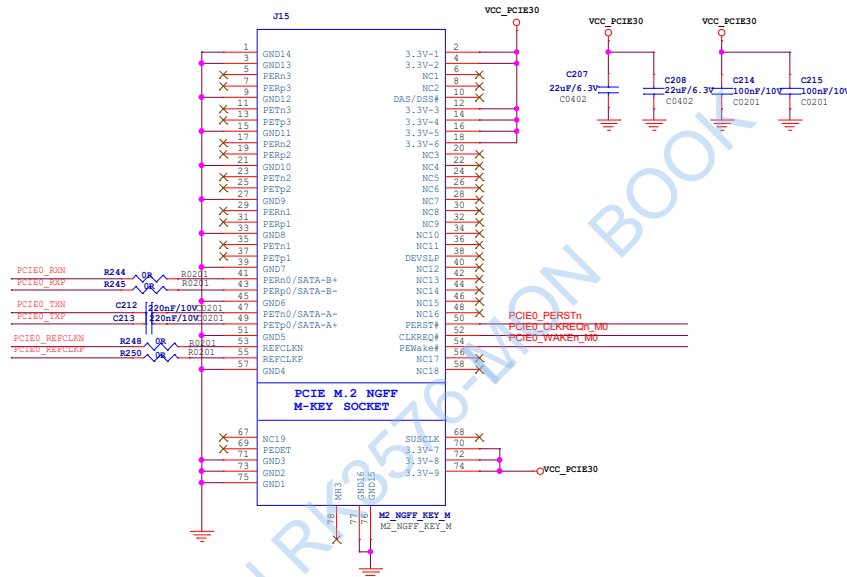 J15
VCC_PCIE30
VCC_PCIE30
VCC_PCIE30
1 GND14 3.3V-1 2
3 GND13 3.3V-2 4
5 PERn3 NC1 6
7 PERp3 NC2 8
9 GND12 DAS/DSS# 10
11 PETn3 3.3V-3 12
13 PETp3 3.3V-4 14
15 GND11 3.3V-5 16
17 PERn2 3.3V-6 18
19 PERp2 NC3 20
21 GND10 NC4 22
23 PETn2 NC5 24
25 PETp2 NC6 26
27 GND9 NC7 28
29 PERn1 NC8 30
31 PERp1 NC9 32
33 GND8 NC10 34
35 PETn1 NC11 36
37 PETp1 DEVSLP 38
39 GND7 NC12 40
PCIE0_RXN R244 0R R0201 41 PERn0/SATA-B+ NC13 42
PCIE0_RXP R245 0R R0201 43 PERp0/SATA-B- NC14 44
45 GND6 NC15 46
PCIE0_TXN C212 220nF/10V C0201 47 PETn0/SATA-A- NC16 48
PCIE0_TXP C213 220nF/10V C0201 49 PETp0/SATA-A+ PERST# 50 PCIE0_PERSTn
51 GND5 CLKREQ# 52 PCIE0_CLKREQn_M0
PCIE0_REFCLKN R248 0R R0201 53 REFCLKN PEWake# 54 PCIE0_WAKEn_M0
PCIE0_REFCLKP R250 0R R0201 55 REFCLKP NC17 56
57 GND4 NC18 58
PCIE M.2 NGFF
M-KEY SOCKET
67 NC19 SUSCLK 68
69 PEDET 3.3V-7 70
71 GND3 3.3V-8 72
73 GND2 3.3V-9 74
75 GND1
VCC_PCIE30
MH3 GND16 GND15
78 77 76
M2_NGFF_KEY_M
M2_NGFF_KEY_M
C207
22uF/6.3V
C0402
C208
22uF/6.3V
C0402
C214
100nF/10V
C0201
C215
100nF/10V
C0201
RK3576-MON BOOK